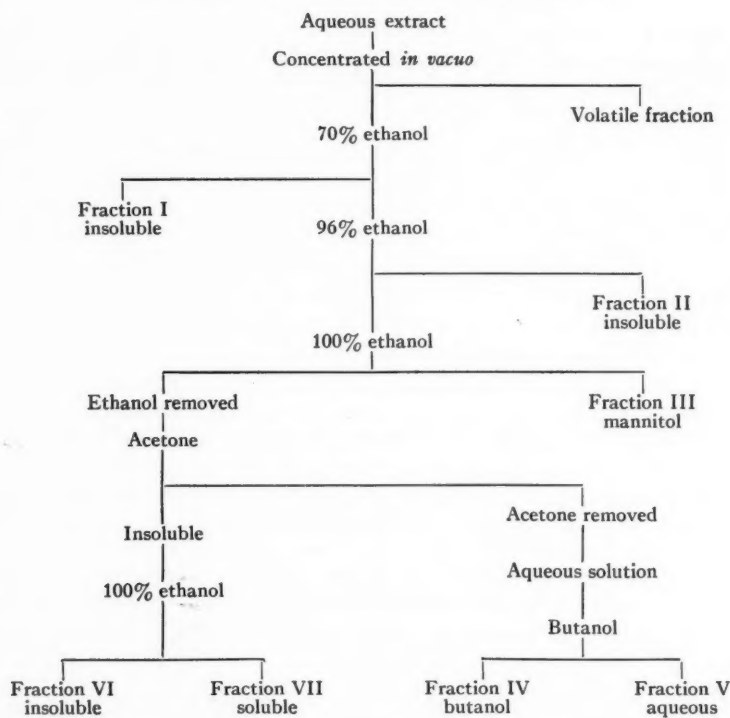 Aqueous extract
Concentrated in vacuo
Volatile fraction
70% ethanol
Fraction I
insoluble
96% ethanol
Fraction II
insoluble
100% ethanol
Ethanol removed
Fraction III
mannitol
Acetone
Insoluble
Acetone removed
100% ethanol
Aqueous solution
Butanol
Fraction VI
insoluble
Fraction VII
soluble
Fraction IV
butanol
Fraction V
aqueous